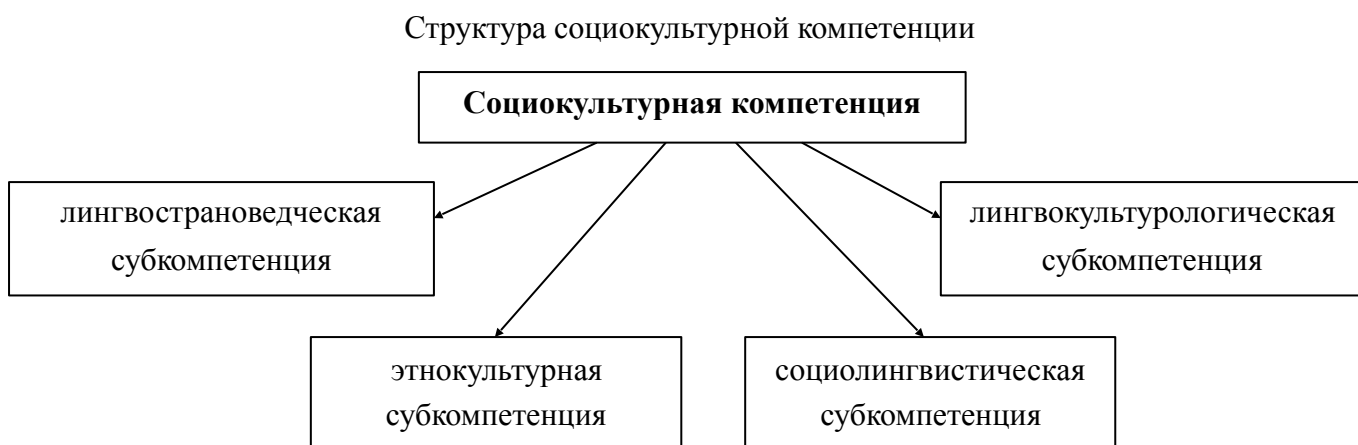 Структура социокультурной компетенции
Социокультурная компетенция
лингвострановедческая
субкомпетенция
лингвокультурологическая
субкомпетенция
этнокультурная
субкомпетенция
социолингвистическая
субкомпетенция